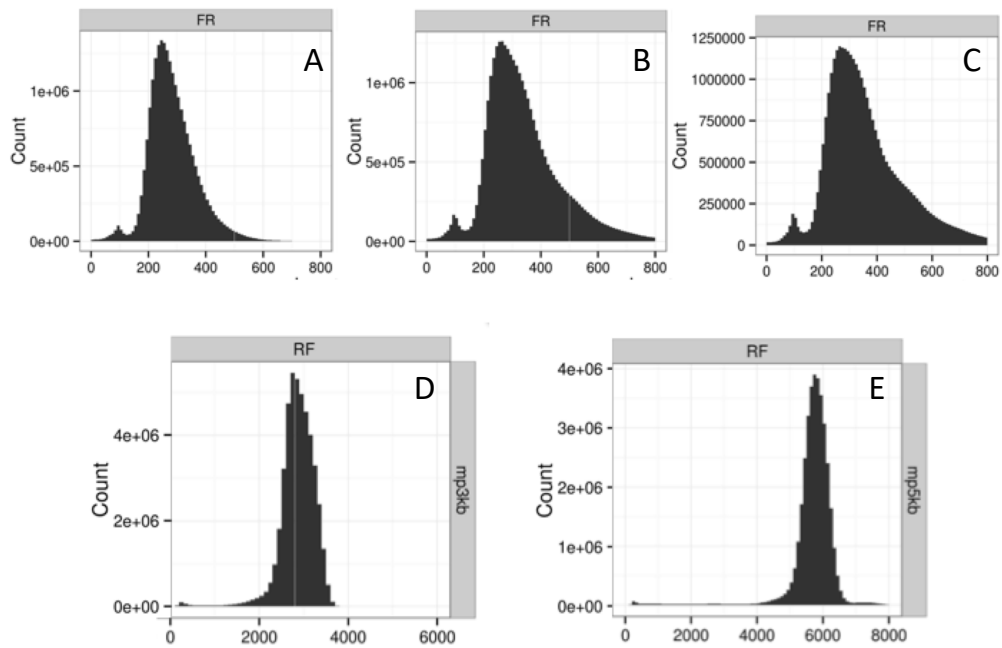 FR
A
Count
1e+06
5e+05
0e+00
0 200 400 600 800
FR
B
Count
1e+06
5e+05
0e+00
0 200 400 600 800
FR
C
Count
1250000
1000000
750000
500000
250000
0
0 200 400 600 800
RF
D
mp3kb
Count
4e+06
2e+06
0e+00
0 2000 4000 6000
RF
E
mp5kb
Count
4e+06
3e+06
2e+06
1e+06
0e+00
0 2000 4000 6000 8000